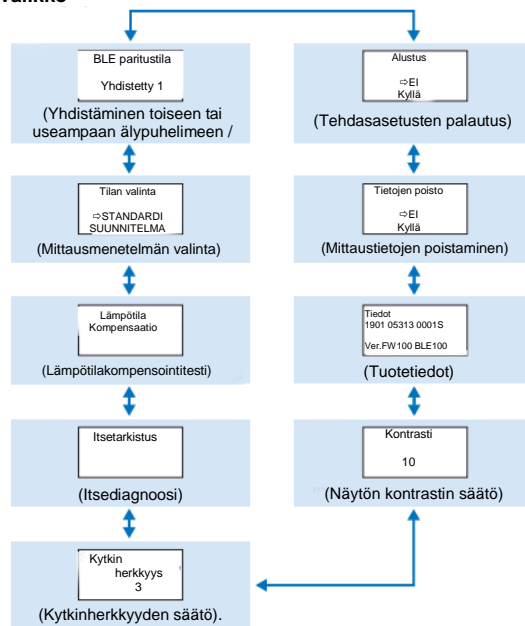 Valikko
BLE paritustila
Yhdistetty 1
(Yhdistäminen toiseen tai
useampaan älypuhelimeen /
Tilan valinta
⇨STANDARDI
SUUNNITELMA
(Mittausmenetelmän valinta)
Lämpötila
Kompensaatio
(Lämpötilakompensointitesti)
Itsetarkistus
(Itsediagnoosi)
Kytkin
herkkyys
3
(Kytkinherkkyyden säätö).
Alustus
⇨EI
Kyllä
(Tehdasasetusten palautus)
Tietojen poisto
⇨EI
Kyllä
(Mittaustietojen poistaminen)
Tiedot
1901 05313 0001S
Ver.FW100 BLE100
(Tuotetiedot)
Kontrasti
10
(Näytön kontrastin säätö)